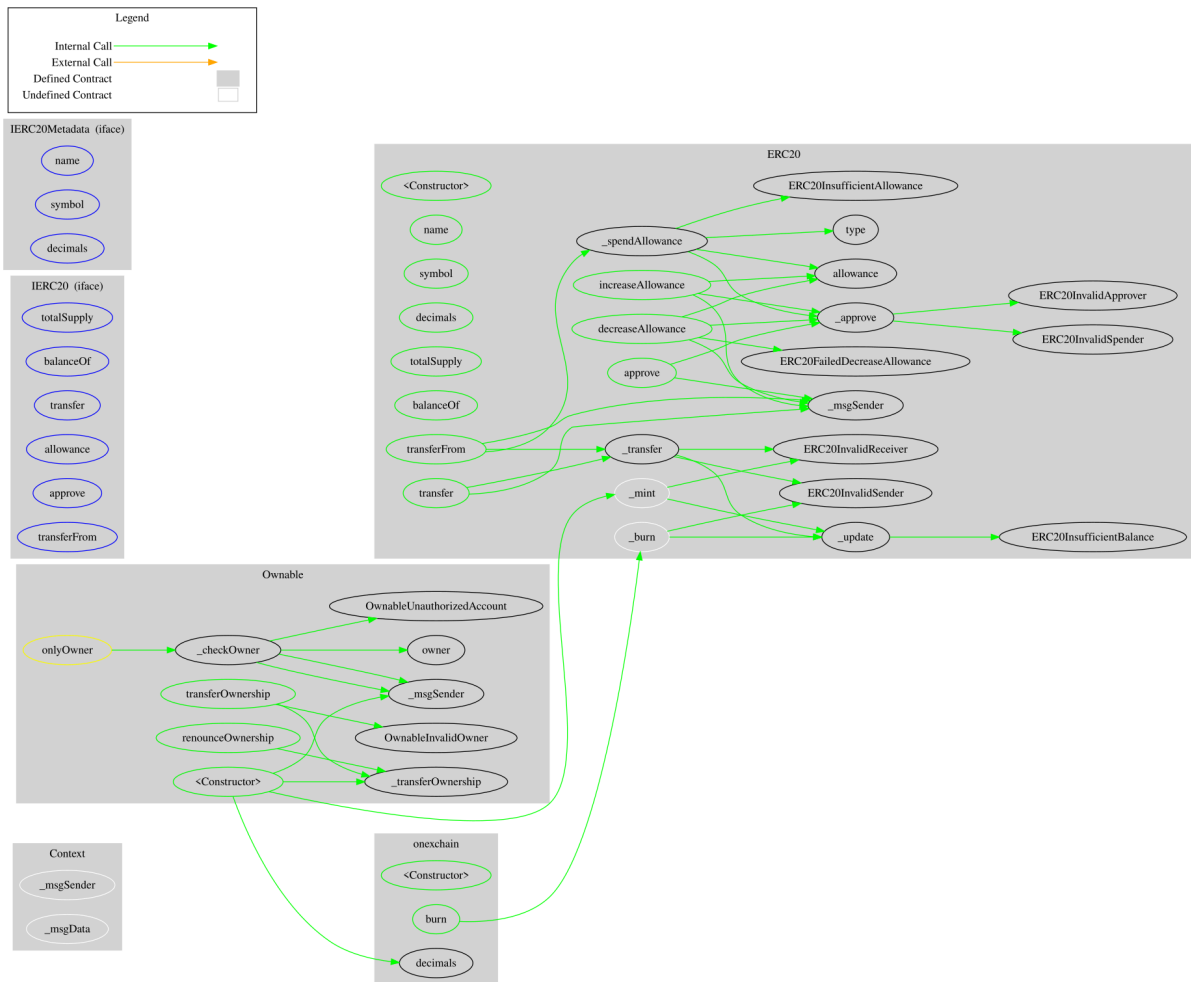 Legend
Internal Call
External Call
Defined Contract
Undefined Contract
IERC20Metadata (iface)
name
symbol
decimals
IERC20 (iface)
totalSupply
balanceOf
transfer
allowance
approve
transferFrom
ERC20
<Constructor>
name
symbol
decimals
totalSupply
balanceOf
transferFrom
transfer
_spendAllowance
increaseAllowance
decreaseAllowance
approve
_transfer
_mint
_burn
ERC20InsufficientAllowance
type
allowance
_approve
ERC20FailedDecreaseAllowance
_msgSender
ERC20InvalidReceiver
ERC20InvalidSender
_update
ERC20InvalidApprover
ERC20InvalidSpender
ERC20InsufficientBalance
Ownable
onlyOwner
_checkOwner
transferOwnership
renounceOwnership
<Constructor>
OwnableUnauthorizedAccount
owner
_msgSender
OwnableInvalidOwner
_transferOwnership
Context
_msgSender
_msgData
onexchain
<Constructor>
burn
decimals